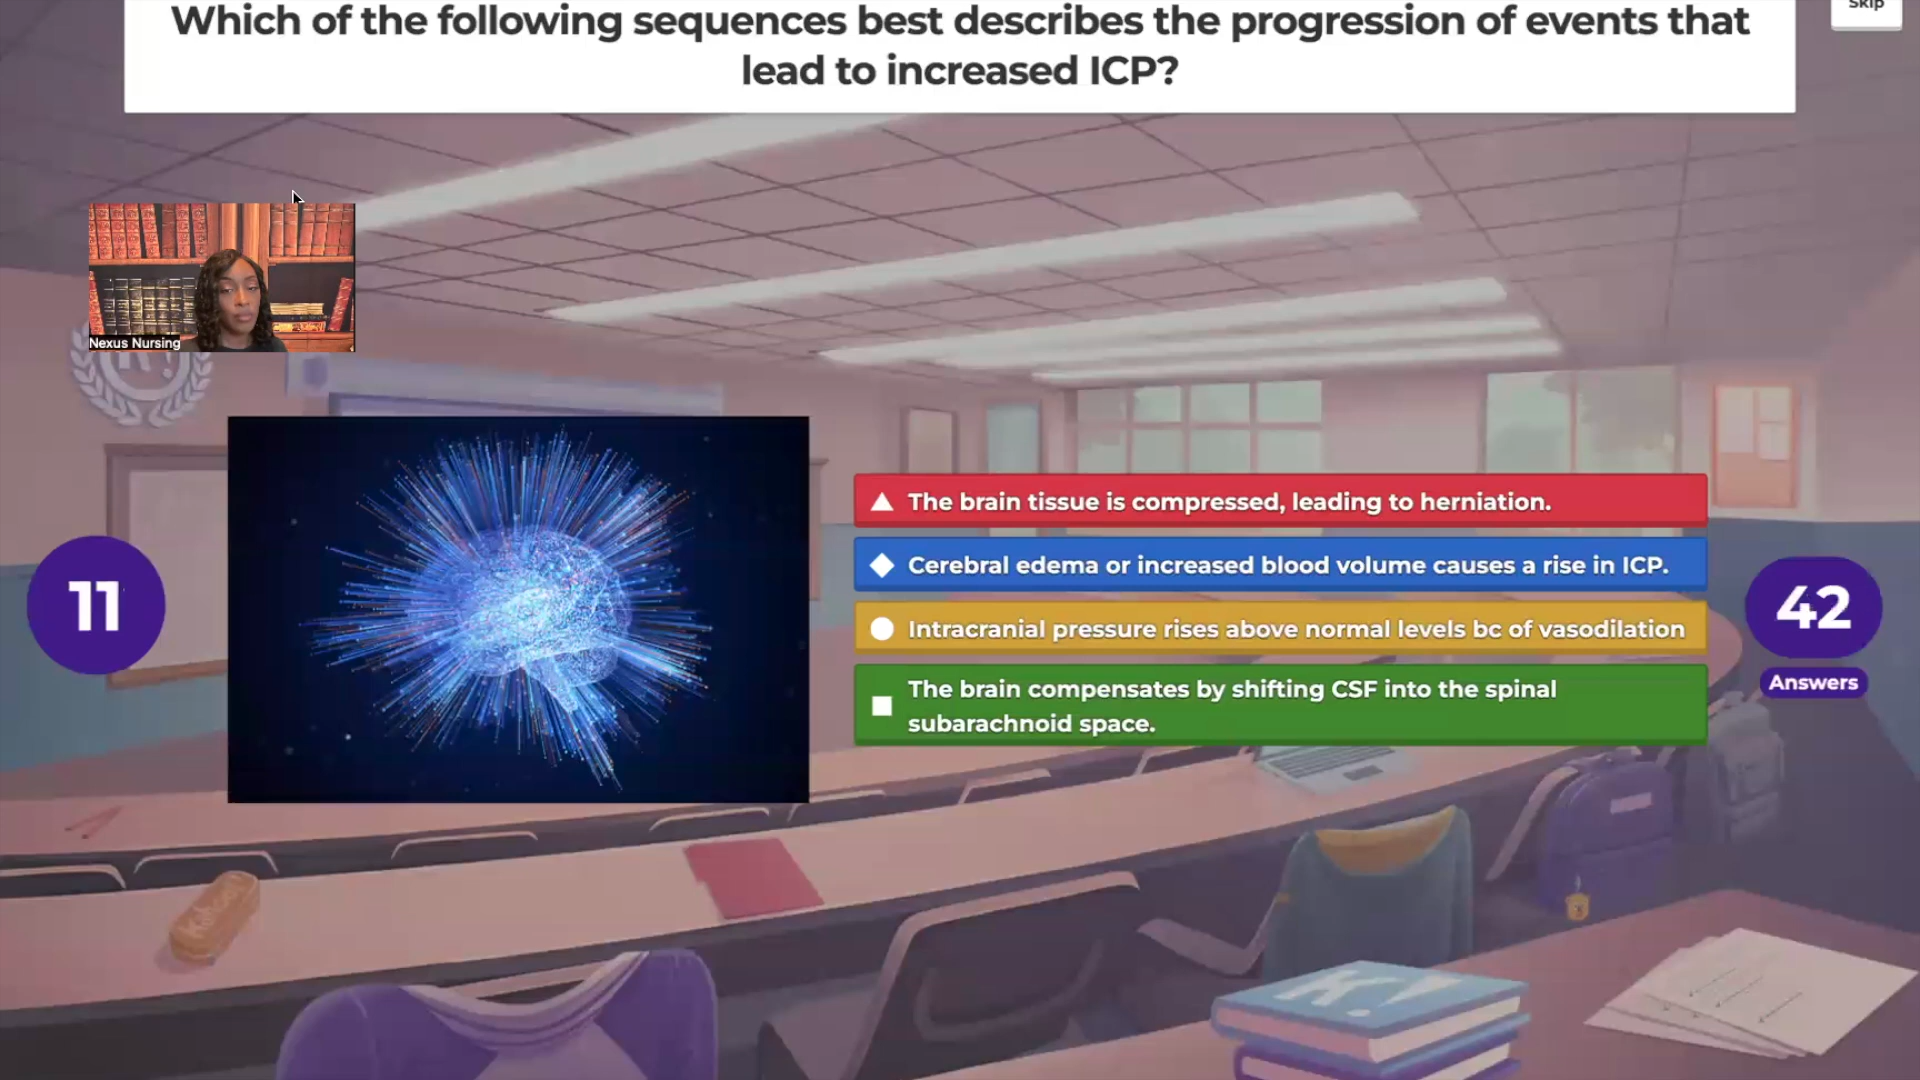 Skip
Which of the following sequences best describes the progression of events that
lead to increased ICP?
Nexus Nursing
11
The brain tissue is compressed, leading to herniation.
Cerebral edema or increased blood volume causes a rise in ICP.
Intracranial pressure rises above normal levels bc of vasodilation
The brain compensates by shifting CSF into the spinal
subarachnoid space.
42
Answers
K!